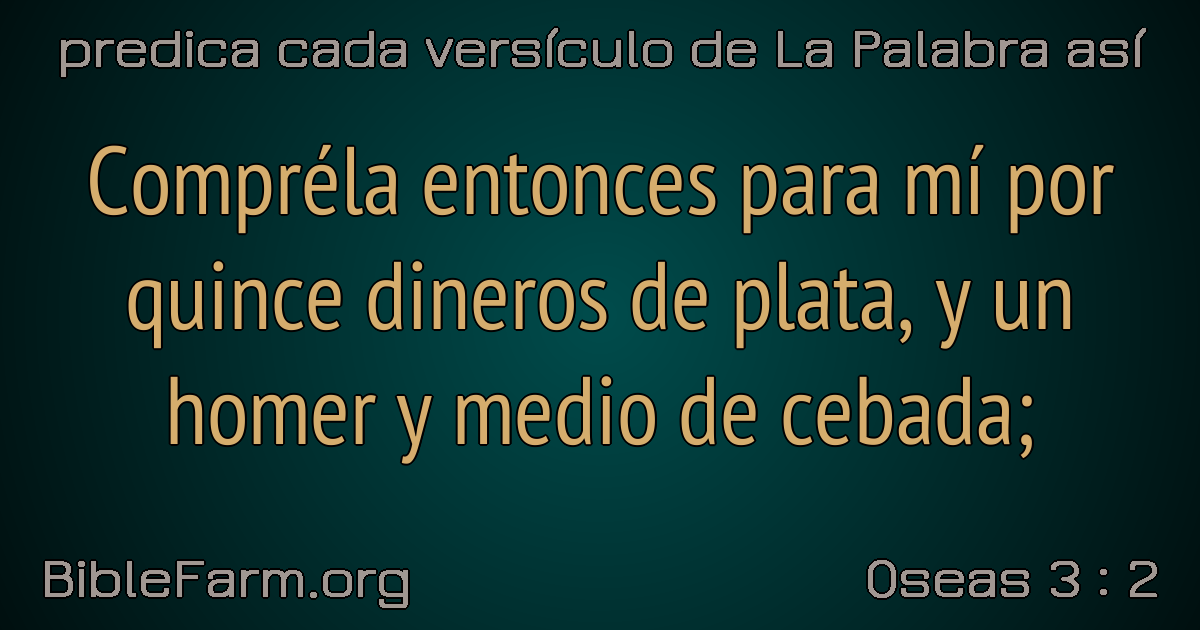 predica cada versículo de La Palabra así
Compréla entonces para mí por
quince dineros de plata, y un
homer y medio de cebada;
BibleFarm.org
Oseas 3 : 2